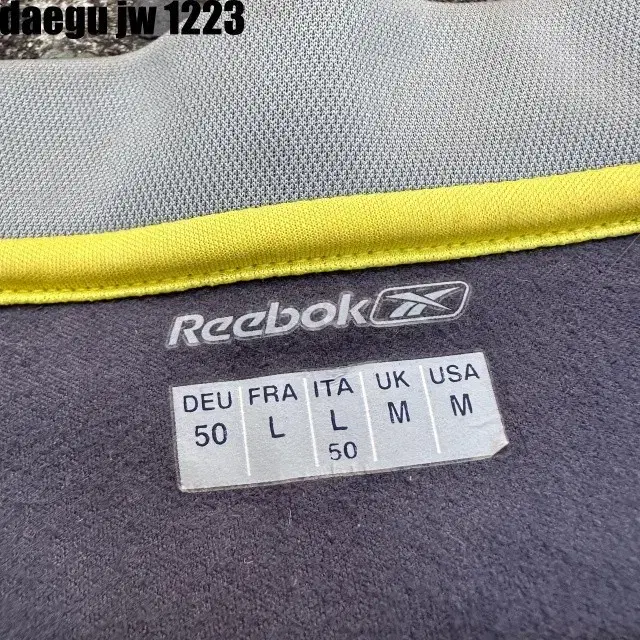 daegu jw 1223
Reebok
DEU FRA ITA UK USA
50 L L M M
50